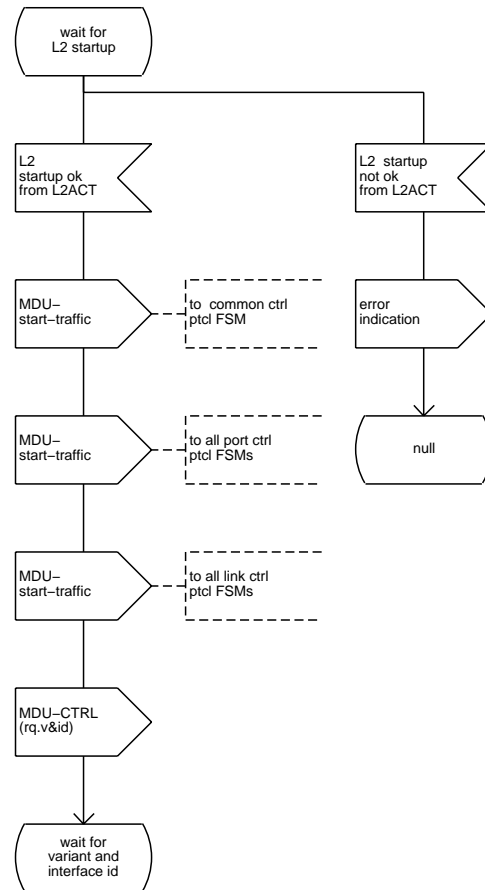 wait for
L2 startup
L2
startup ok
from L2ACT
L2 startup
not ok
from L2ACT
MDU−
start−traffic
to common ctrl
ptcl FSM
error
indication
MDU−
start−traffic
to all port ctrl
ptcl FSMs
null
MDU−
start−traffic
to all link ctrl
ptcl FSMs
MDU−CTRL
(rq.v&id)
wait for
variant and
interface id